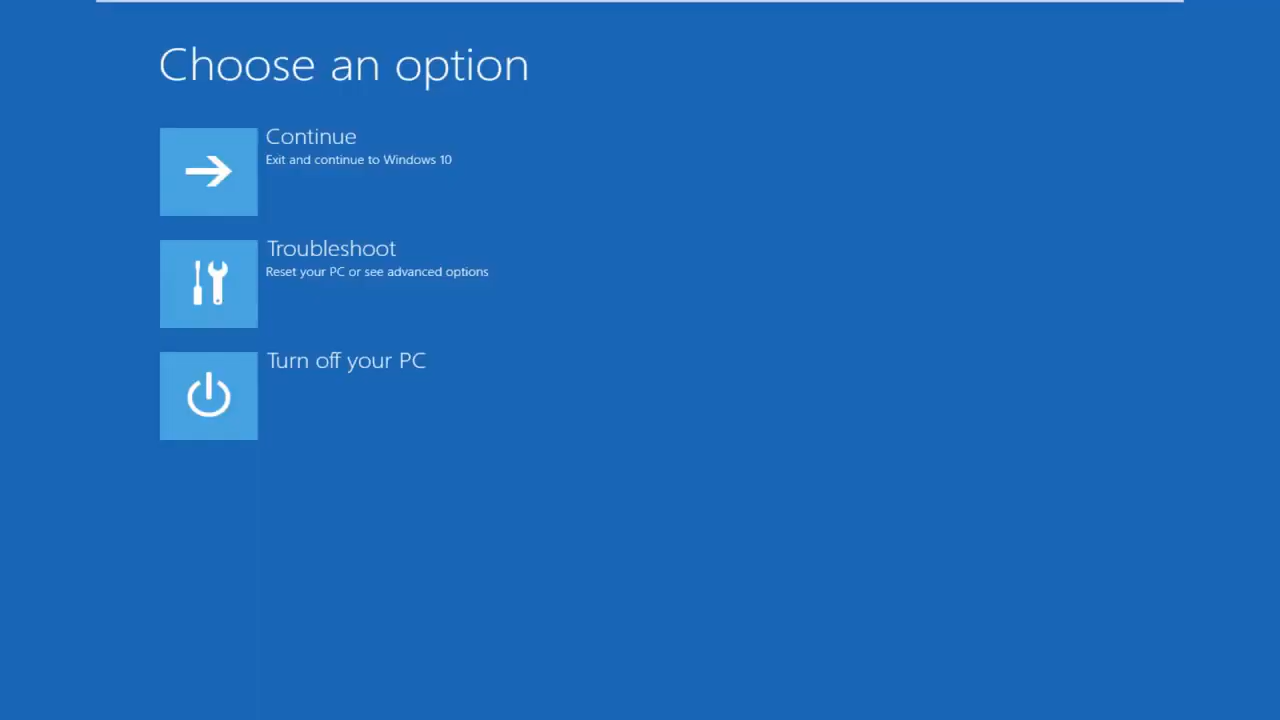 Choose an option
Continue
Exit and continue to Windows 10
Troubleshoot
Reset your PC or see advanced options
Turn off your PC